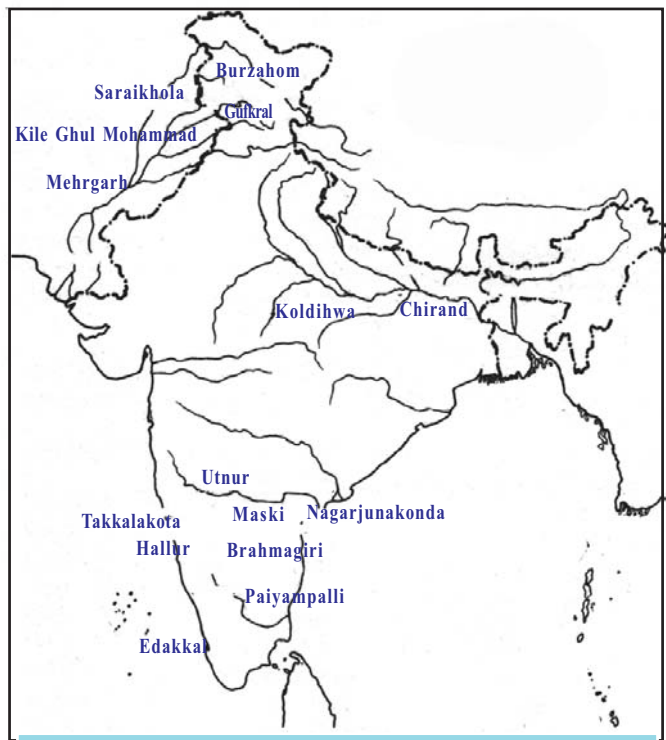 Burzahom
Saraikhola
Gufkral
Kile Ghul Mohammad
Mehrgarh
Koldihwa
Chirand
Utnur
Maski
Nagarjunakonda
Takkalakota
Hallur
Brahmagiri
Paiyampalli
Edakkal